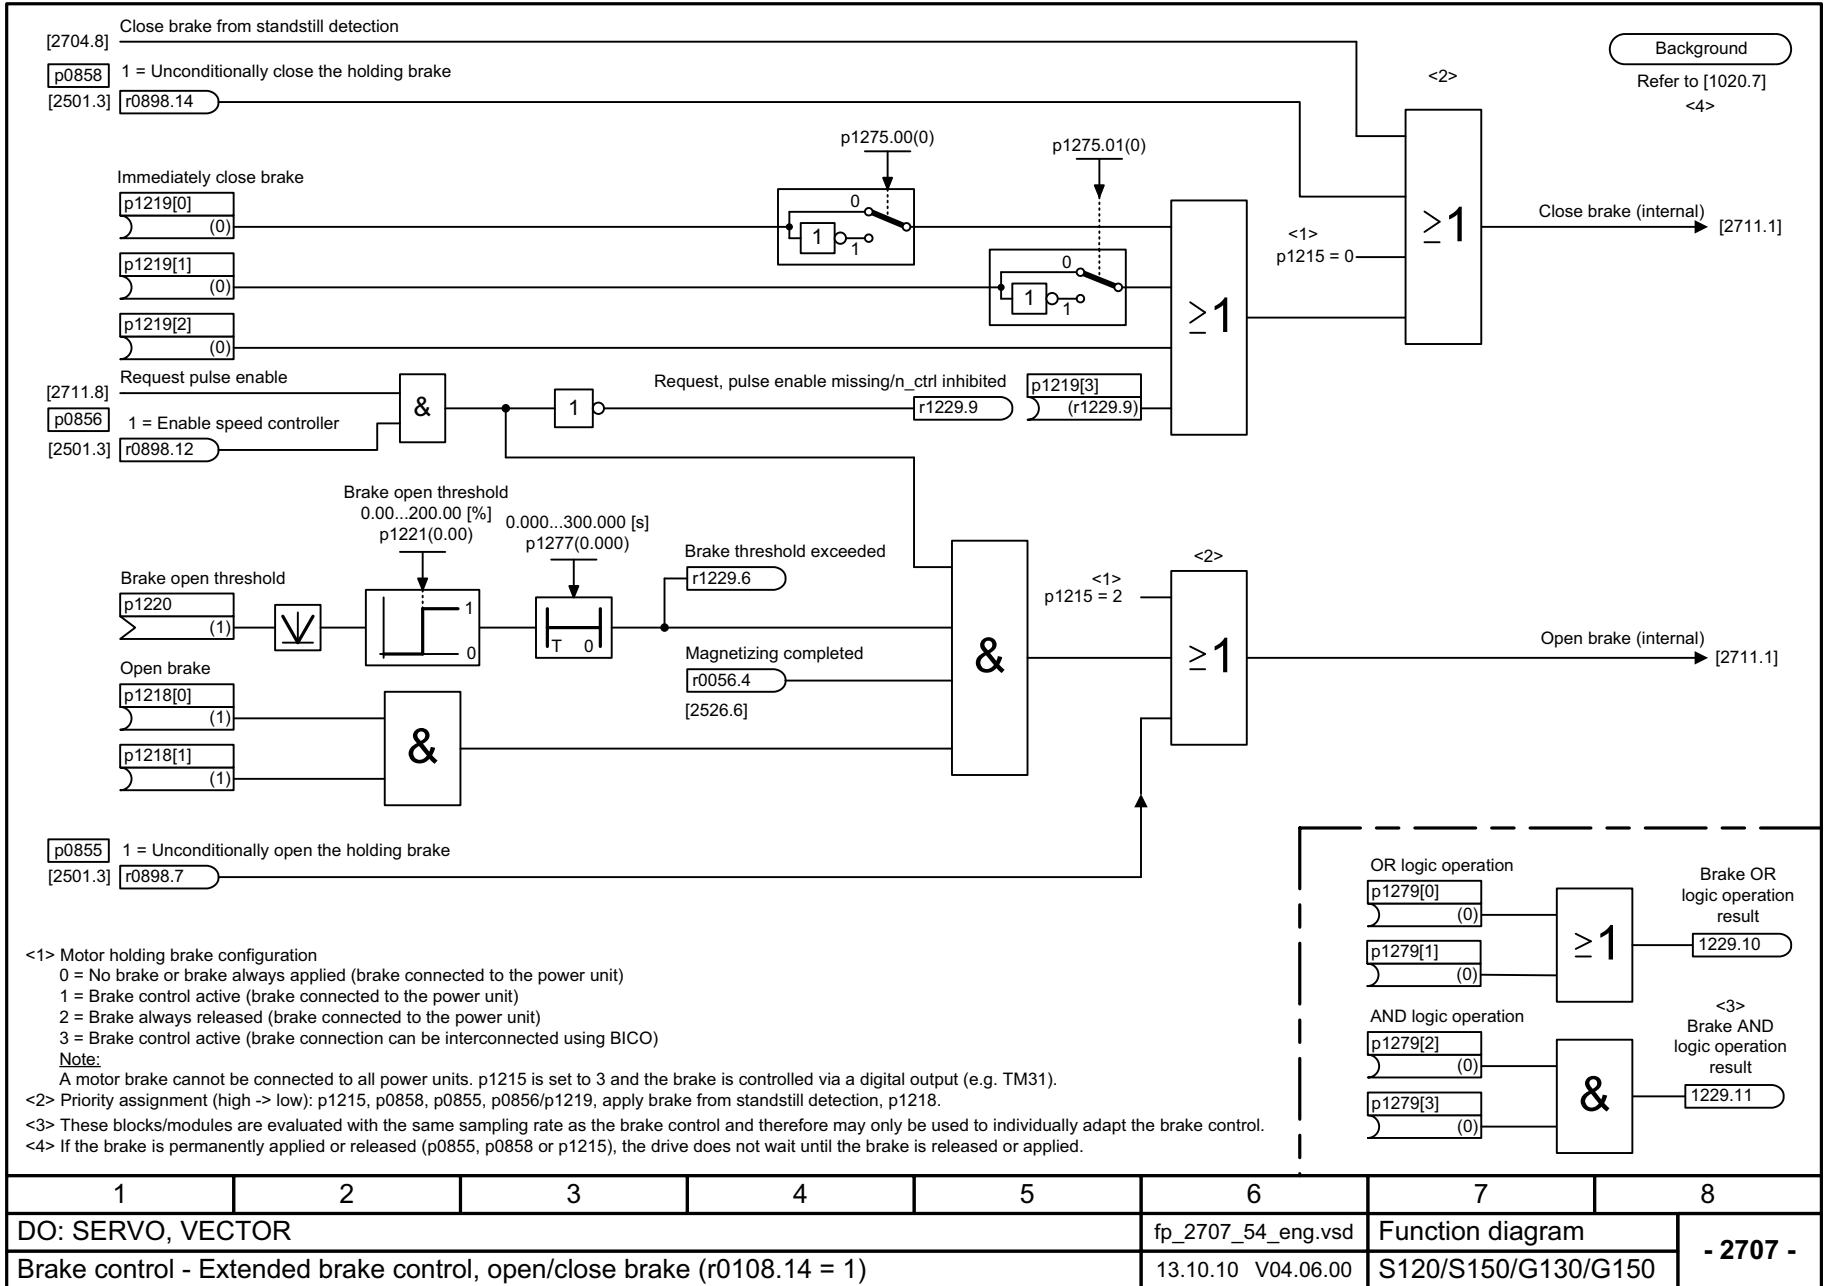 Close brake from standstill detection
[2704.8]
p0858 1 = Unconditionally close the holding brake
[2501.3] r0898.14
Background
Refer to [1020.7]
<4>
<2>
p1275.00(0)
p1275.01(0)
Immediately close brake
p1219[0]
(0)
0
1
1
p1219[1]
(0)
0
1
1
p1219[2]
(0)
≥1
<1>
p1215 = 0
≥1
Close brake (internal)
[2711.1]
Request pulse enable
[2711.8]
p0856 1 = Enable speed controller
[2501.3] r0898.12
&
1
Request, pulse enable missing/n_ctrl inhibited
r1229.9
p1219[3]
(r1229.9)
Brake open threshold
0.00...200.00 [%]
p1221(0.00)
0.000...300.000 [s]
p1277(0.000)
Brake threshold exceeded
r1229.6
Brake open threshold
p1220
(1)
1
0
T 0
Magnetizing completed
r0056.4
[2526.6]
Open brake
p1218[0]
(1)
p1218[1]
(1)
&
&
<1>
p1215 = 2
<2>
≥1
Open brake (internal)
[2711.1]
p0855 1 = Unconditionally open the holding brake
[2501.3] r0898.7
OR logic operation
p1279[0]
(0)
p1279[1]
(0)
≥1
Brake OR
logic operation
result
1229.10
AND logic operation
p1279[2]
(0)
p1279[3]
(0)
&
<3>
Brake AND
logic operation
result
1229.11
<1> Motor holding brake configuration
0 = No brake or brake always applied (brake connected to the power unit)
1 = Brake control active (brake connected to the power unit)
2 = Brake always released (brake connected to the power unit)
3 = Brake control active (brake connection can be interconnected using BICO)
Note:
A motor brake cannot be connected to all power units. p1215 is set to 3 and the brake is controlled via a digital output (e.g. TM31).
<2> Priority assignment (high -> low): p1215, p0858, p0855, p0856/p1219, apply brake from standstill detection, p1218.
<3> These blocks/modules are evaluated with the same sampling rate as the brake control and therefore may only be used to individually adapt the brake control.
<4> If the brake is permanently applied or released (p0855, p0858 or p1215), the drive does not wait until the brake is released or applied.
1 2 3 4 5 6 7 8
DO: SERVO, VECTOR
fp_2707_54_eng.vsd
Function diagram
- 2707 -
Brake control - Extended brake control, open/close brake (r0108.14 = 1)
13.10.10 V04.06.00
S120/S150/G130/G150